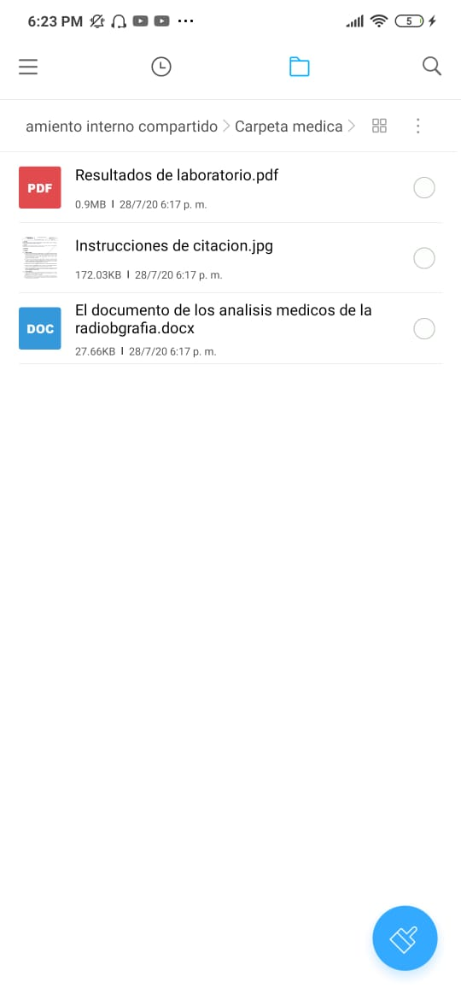 6:23 PM 5
amiento interno compartido Carpeta medica
PDF Resultados de laboratorio.pdf
0.9MB | 28/7/20 6:17 p. m.
Instrucciones de citacion.jpg
172.03KB | 28/7/20 6:17 p. m.
El documento de los analisis medicos de la
DOC radiobgrafia.docx
27.66KB | 28/7/20 6:17 p. m.